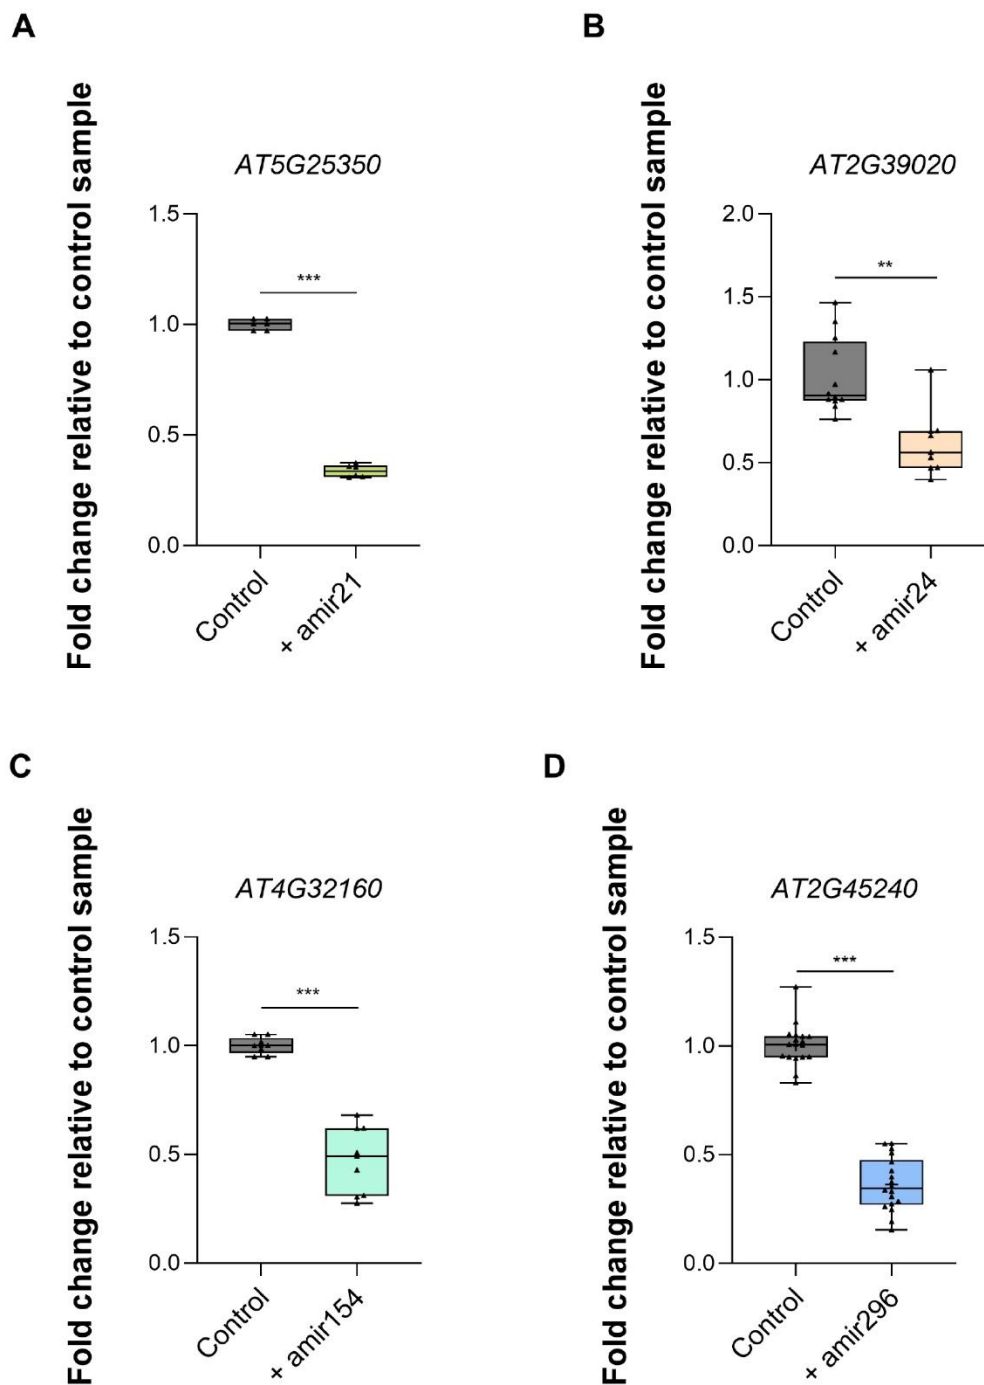 A
Fold change relative to control sample
AT5G25350
1.5
***
1.0
0.5
0.0
Control
+ amir21
B
Fold change relative to control sample
AT2G39020
2.0
**
1.5
1.0
0.5
0.0
Control
+ amir24
C
Fold change relative to control sample
AT4G32160
1.5
***
1.0
0.5
0.0
Control
+ amir154
D
Fold change relative to control sample
AT2G45240
1.5
***
1.0
0.5
0.0
Control
+ amir296